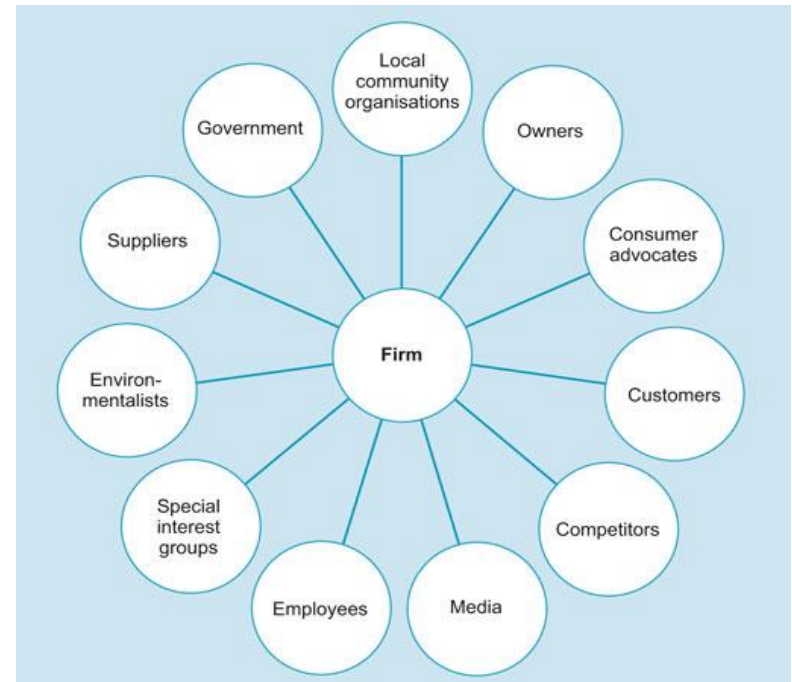 Local
community
organisations
Government
Owners
Suppliers
Consumer
advocates
Firm
Environ-
mentalists
Customers
Special
interest
groups
Competitors
Employees
Media